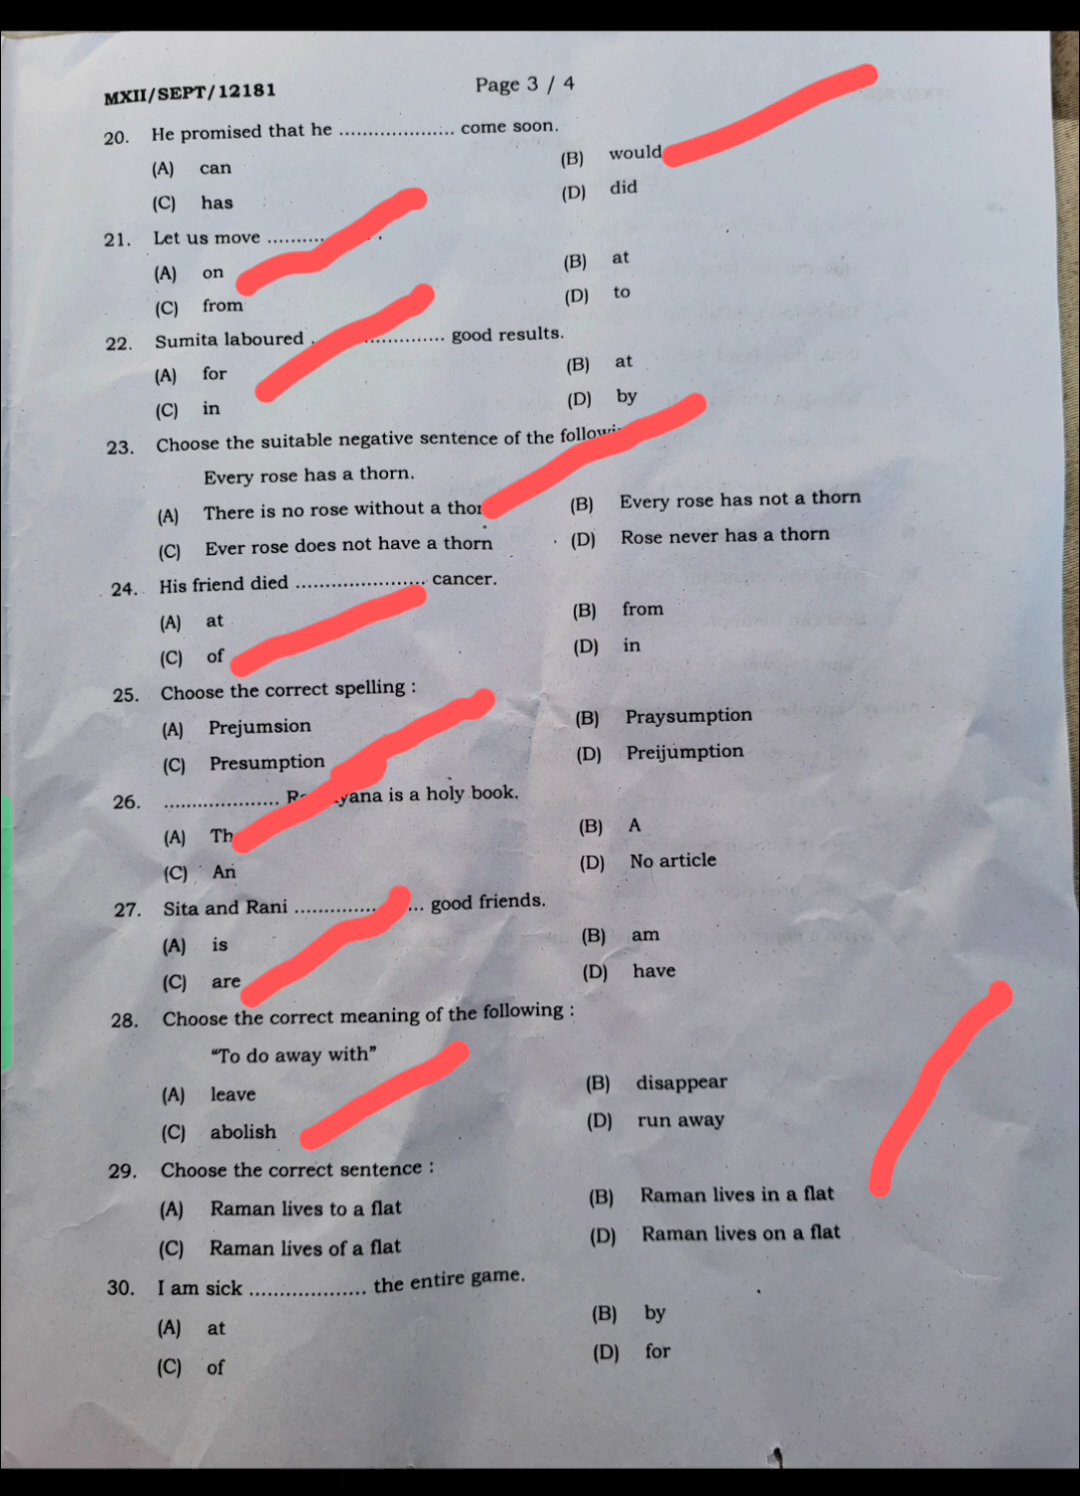 MXII/SEPT/12181 Page 3 / 4
20. He promised that he .................... come soon.
(A) can (B) would
(C) has (D) did
21. Let us move .......... .
(A) on (B) at
(C) from (D) to
22. Sumita laboured .................... good results.
(A) for (B) at
(C) in (D) by
23. Choose the suitable negative sentence of the
Every rose has a thorn.
(A) There is no rose without a (B) Every rose has not a thorn
(C) Ever rose does not have a thorn (D) Rose never has a thorn
24. His friend died ...................... cancer.
(A) at (B) from
(C) of (D) in
25. Choose the correct spelling :
(A) Prejumsion (B) Praysumption
(C) Presumption (D) Preijumption
26. .................... is a holy book.
(A) (B) A
(C) An (D) No article
27. Sita and Rani .................... good friends.
(A) is (B) am
(C) are (D) have
28. Choose the correct meaning of the following :
“To do away with”
(A) leave (B) disappear
(C) abolish (D) run away
29. Choose the correct sentence :
(A) Raman lives to a flat (B) Raman lives in a flat
(C) Raman lives of a flat (D) Raman lives on a flat
30. I am sick .................... the entire game.
(A) at (B) by
(C) of (D) for